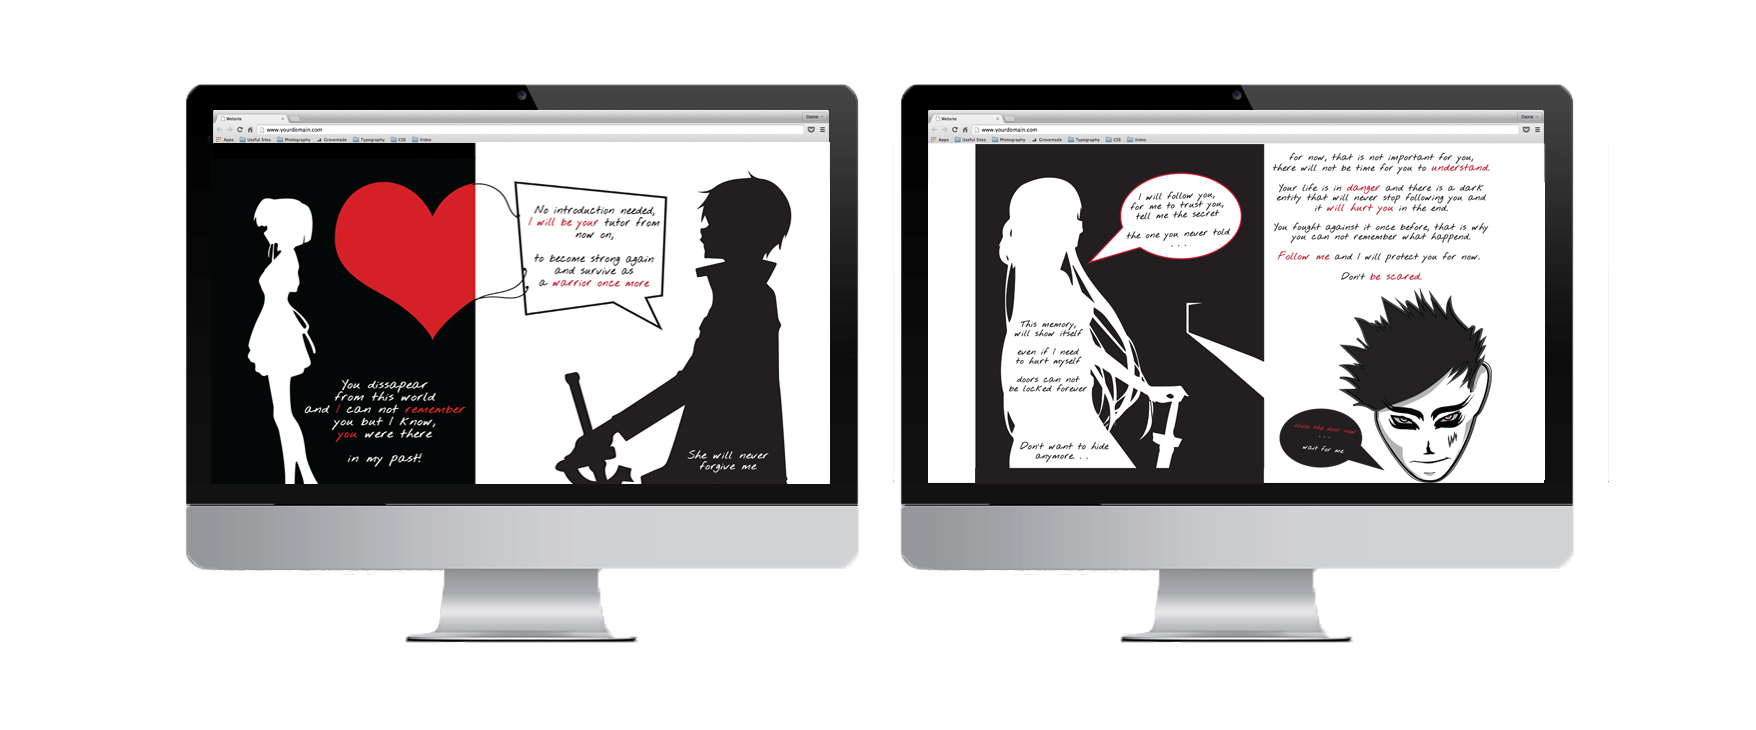 Website
Daine
www.yourdomain.com
Apps Useful Sites Photography Grovemade Typography CSS Video
No introduction needed,
I will be your tutor from
now on,
to become strong again
and survive as
a warrior once more
You dissapear
from this world
and I can not remember
you but I know,
you were there
in my past!
She will never
forgive me
Website
Daine
www.yourdomain.com
Apps Useful Sites Photography Grovemade Typography CSS Video
I will follow you,
for me to trust you,
tell me the secret
the one you never told
. . .
This memory,
will show itself
even if I need
to hurt myself
doors can not
be locked forever
Don't want to hide
anymore. . .
for now, that is not important for you,
there will not be time for you to understand.
Your life is in danger and there is a dark
entity that will never stop following you and
it will hurt you in the end.
You fought against it once before, that is why
you can not remember what happend.
Follow me and I will protect you for now.
Don't be scared.
close the door now
. . .
wait for me